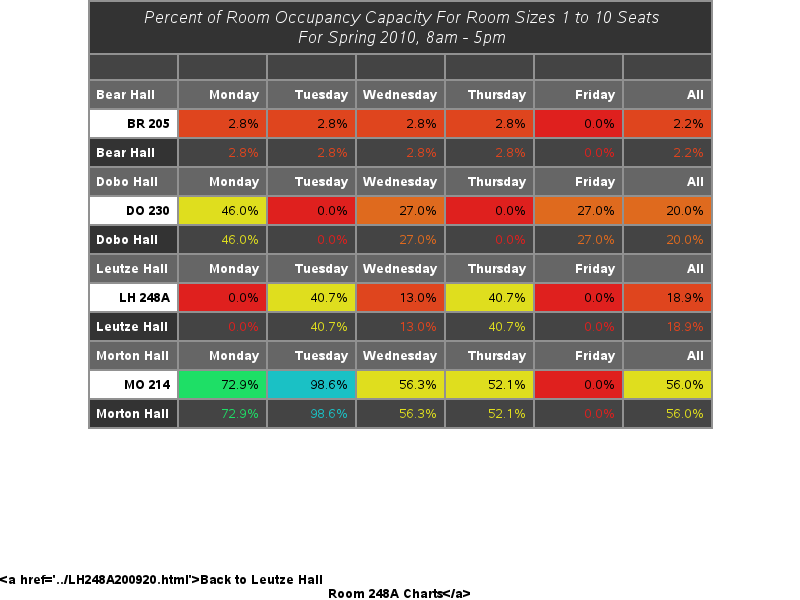 Percent of Room Occupancy Capacity For Room Sizes 1 to 10 Seats
For Spring 2010, 8am - 5pm
Bear Hall Monday Tuesday Wednesday Thursday Friday All
BR 205 2.8% 2.8% 2.8% 2.8% 0.0% 2.2%
Bear Hall 2.8% 2.8% 2.8% 2.8% 0.0% 2.2%
Dobo Hall Monday Tuesday Wednesday Thursday Friday All
DO 230 46.0% 0.0% 27.0% 0.0% 27.0% 20.0%
Dobo Hall 46.0% 0.0% 27.0% 0.0% 27.0% 20.0%
Leutze Hall Monday Tuesday Wednesday Thursday Friday All
LH 248A 0.0% 40.7% 13.0% 40.7% 0.0% 18.9%
Leutze Hall 0.0% 40.7% 13.0% 40.7% 0.0% 18.9%
Morton Hall Monday Tuesday Wednesday Thursday Friday All
MO 214 72.9% 98.6% 56.3% 52.1% 0.0% 56.0%
Morton Hall 72.9% 98.6% 56.3% 52.1% 0.0% 56.0%
<a href='../LH248A200920.html'>Back to Leutze Hall
Room 248A Charts</a>